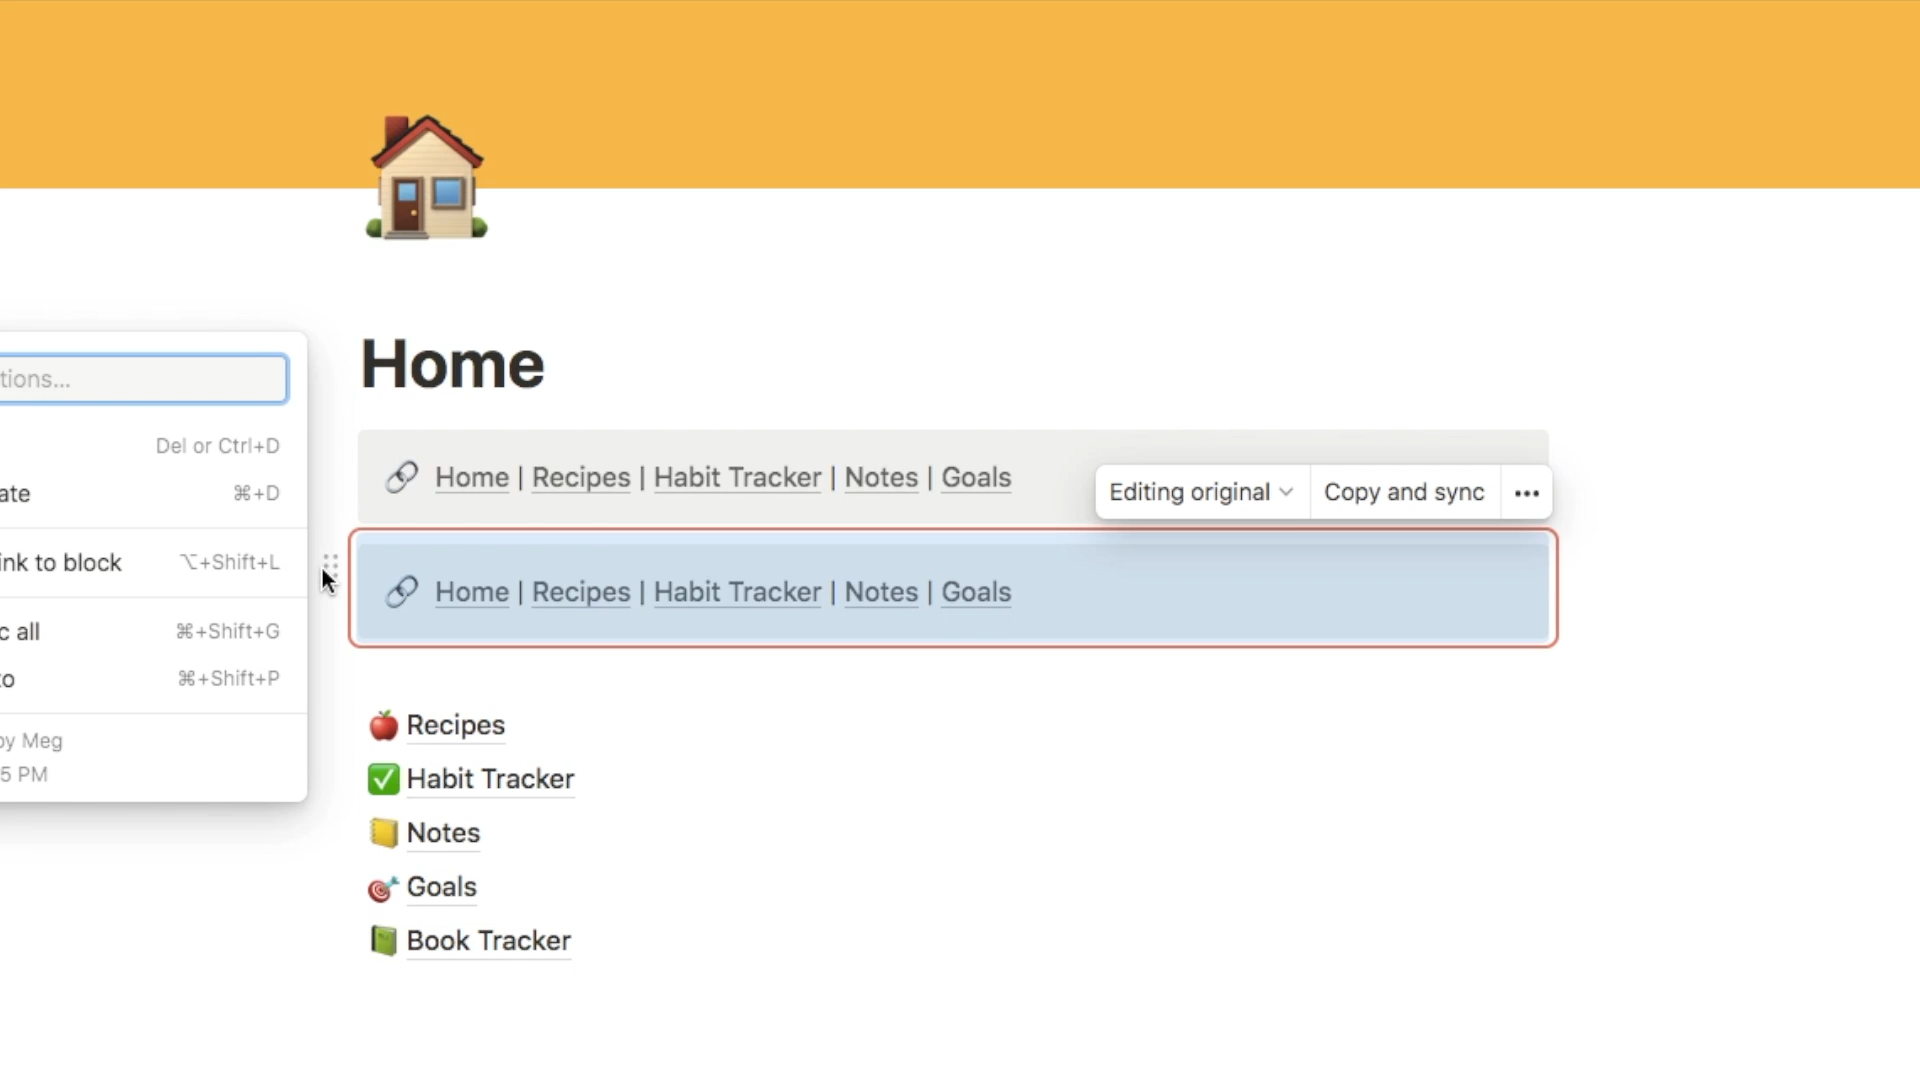 Home
tions...
Del or Ctrl+D
ate ⌘+D
ink to block ⌥+Shift+L
c all ⌘+Shift+G
to ⌘+Shift+P
by Meg
5 PM
Home | Recipes | Habit Tracker | Notes | Goals
Editing original Copy and sync •••
Home | Recipes | Habit Tracker | Notes | Goals
Recipes
Habit Tracker
Notes
Goals
Book Tracker